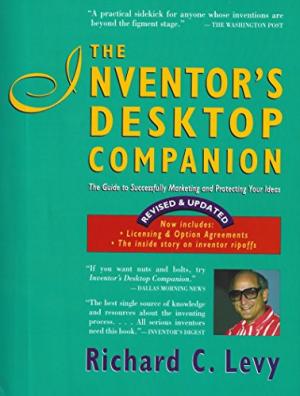 "A practical sidekick for anyone whose inventions are
beyond the figment stage." — THE WASHINGTON POST
THE
INVENTOR'S
DESKTOP
COMPANION
The Guide to Successfully Marketing and Protecting Your Ideas
REVISED & UPDATED
Now includes:
• Licensing & Option Agreements
• The inside story on inventor ripoffs
"If you want nuts and bolts, try
Inventor's Desktop Companion."
— DALLAS MORNING NEWS
"The best single source of knowledge
and resources about the inventing
process. . . . All serious inventors
need this book."—INVENTOR'S DIGEST
Richard C. Levy